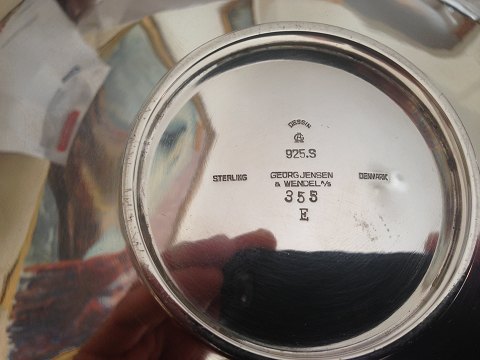 DESSIN
925.S
STERLING GEORG JENSEN DENMARK
& WENDEL A/S
355
E